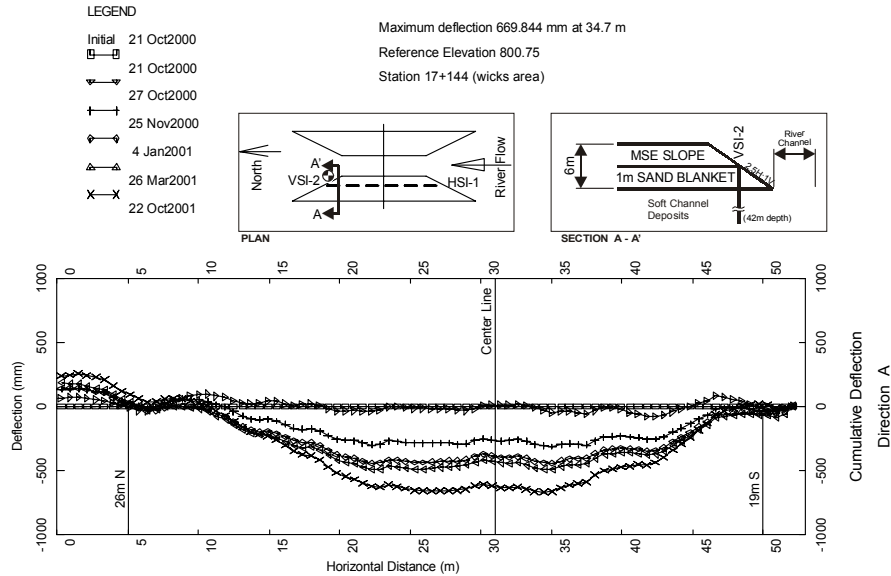 LEGEND
Initial 21 Oct2000
21 Oct2000
27 Oct2000
25 Nov2000
4 Jan2001
26 Mar2001
22 Oct2001
Maximum deflection 669.844 mm at 34.7 m
Reference Elevation 800.75
Station 17+144 (wicks area)
North
A'
VSI-2
A
HSI-1
River Flow
PLAN
6m
MSE SLOPE
1m SAND BLANKET
VSI-2
2.5H:1V
River
Channel
Soft Channel
Deposits
(42m depth)
SECTION A - A'
0 5 10 15 20 25 30 35 40 45 50
1000
500
0
-500
-1000
Deflection (mm)
26m N
Center Line
19m S
1000
500
0
-500
-1000
Cumulative Deflection
Direction A
0 5 10 15 20 25 30 35 40 45 50
Horizontal Distance (m)